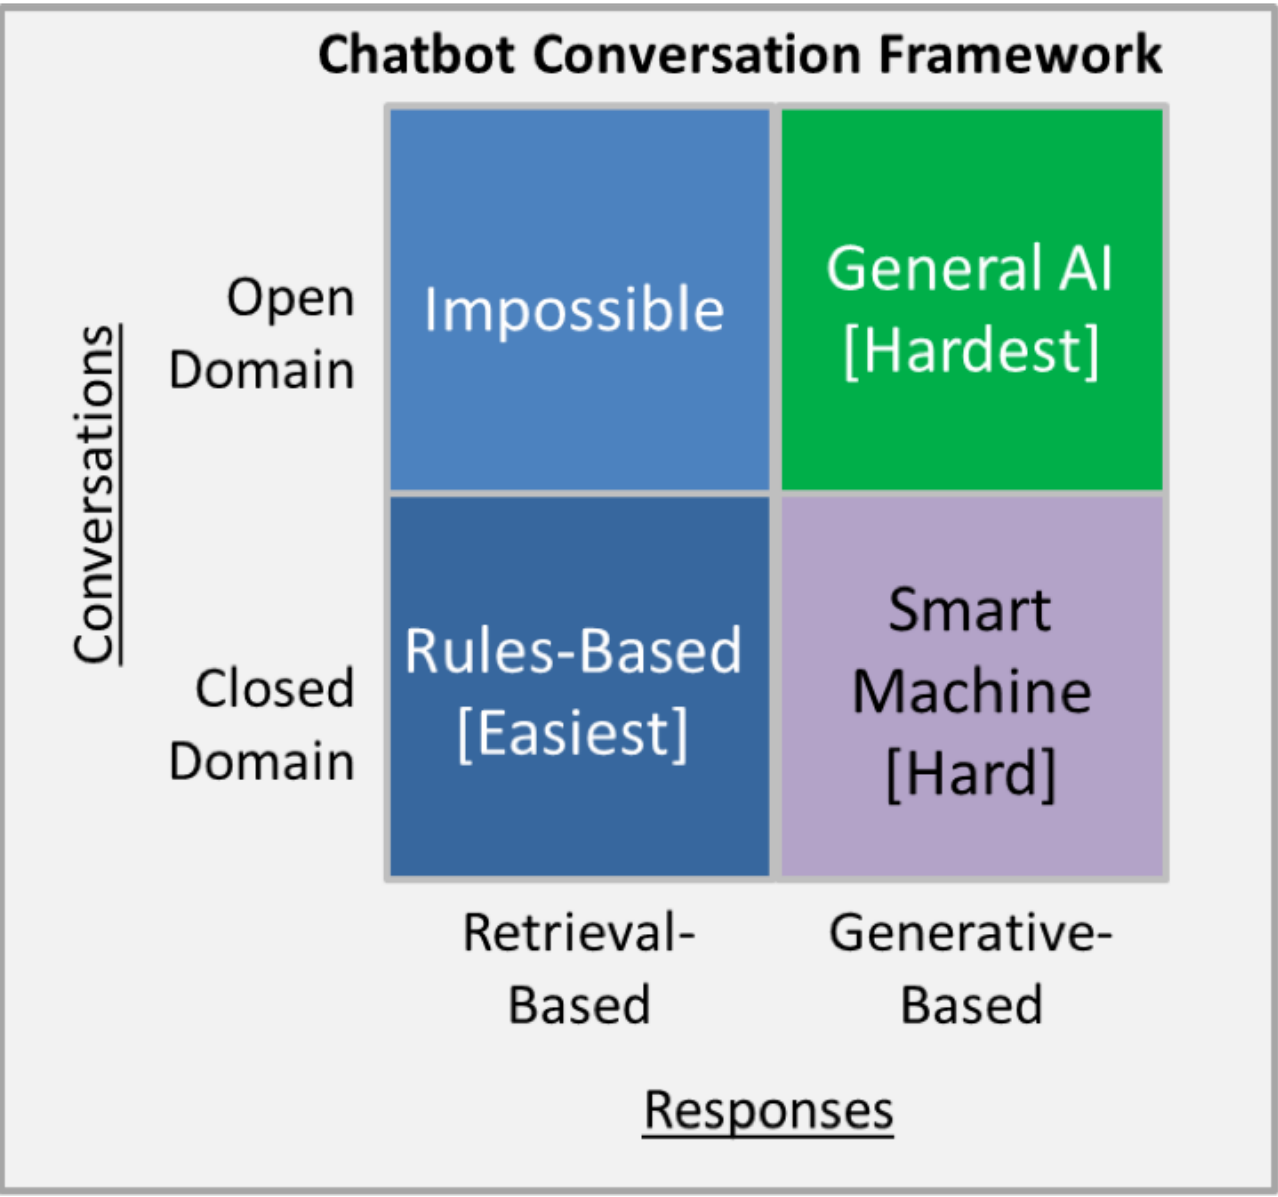 Chatbot Conversation Framework
Conversations
Open
Domain
Impossible
General AI
[Hardest]
Closed
Domain
Rules-Based
[Easiest]
Smart
Machine
[Hard]
Retrieval-
Based
Generative-
Based
Responses